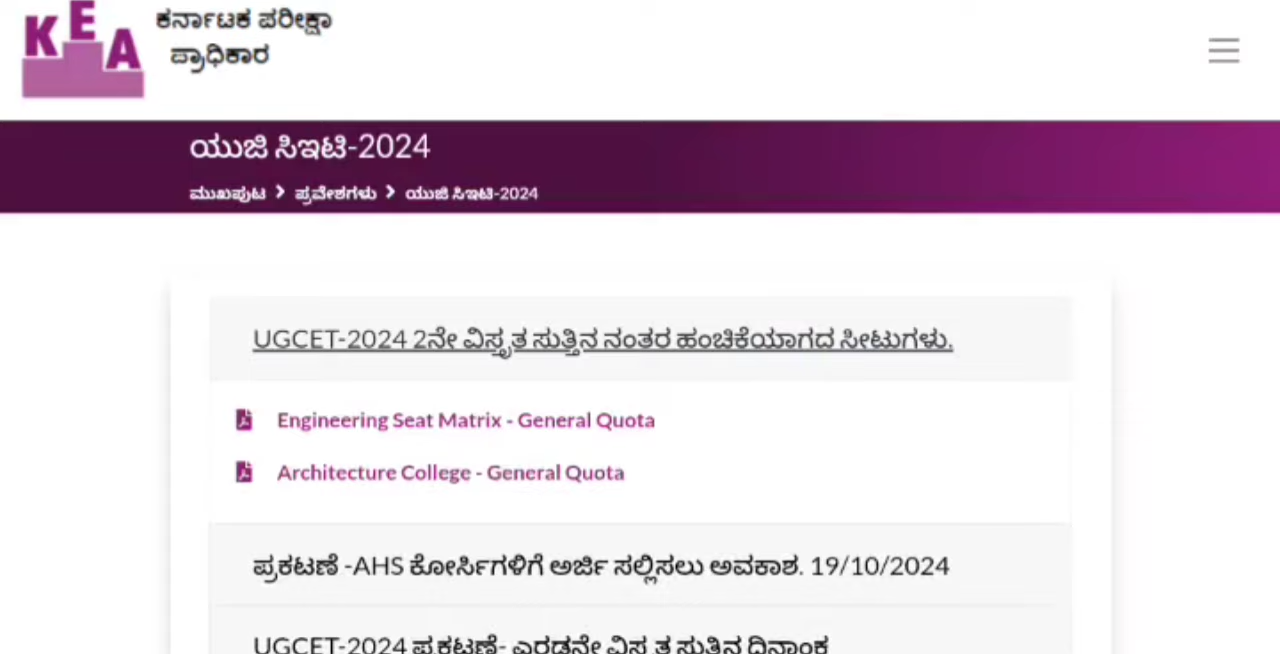 KEA
ಕರ್ನಾಟಕ ಪರೀಕ್ಷಾ
ಪ್ರಾಧಿಕಾರ
ಯುಜಿ ಸಿಇಟಿ-2024
ಮುಖಪುಟ > ಪ್ರವೇಶಗಳು > ಯುಜಿ ಸಿಇಟಿ-2024
UGCET-2024 2ನೇ ವಿಸ್ತೃತ ಸುತ್ತಿನ ನಂತರ ಹಂಚಿಕೆಯಾಗದ ಸೀಟುಗಳು.
Engineering Seat Matrix - General Quota
Architecture College - General Quota
ಪ್ರಕಟಣೆ -AHS ಕೋರ್ಸಿಗಳಿಗೆ ಅರ್ಜಿ ಸಲ್ಲಿಸಲು ಅವಕಾಶ. 19/10/2024
UGCET-2024 ಪ್ರಕಟಣೆ- ಎರಡನೇ ವಿಸ್ತೃತ ಸುತ್ತಿನ ದಿನಾಂಕ